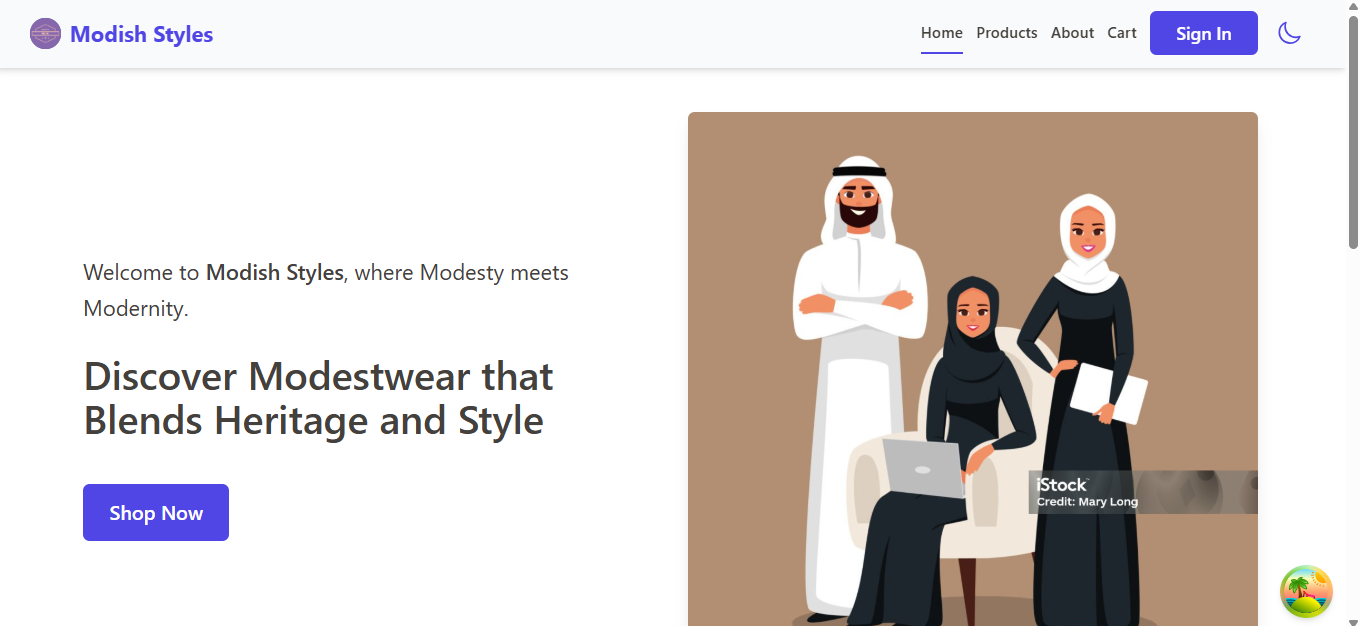 Modish Styles
Home Products About Cart Sign In
Welcome to Modish Styles, where Modesty meets
Modernity.
Discover Modestwear that
Blends Heritage and Style
Shop Now
iStock
Credit: Mary Long